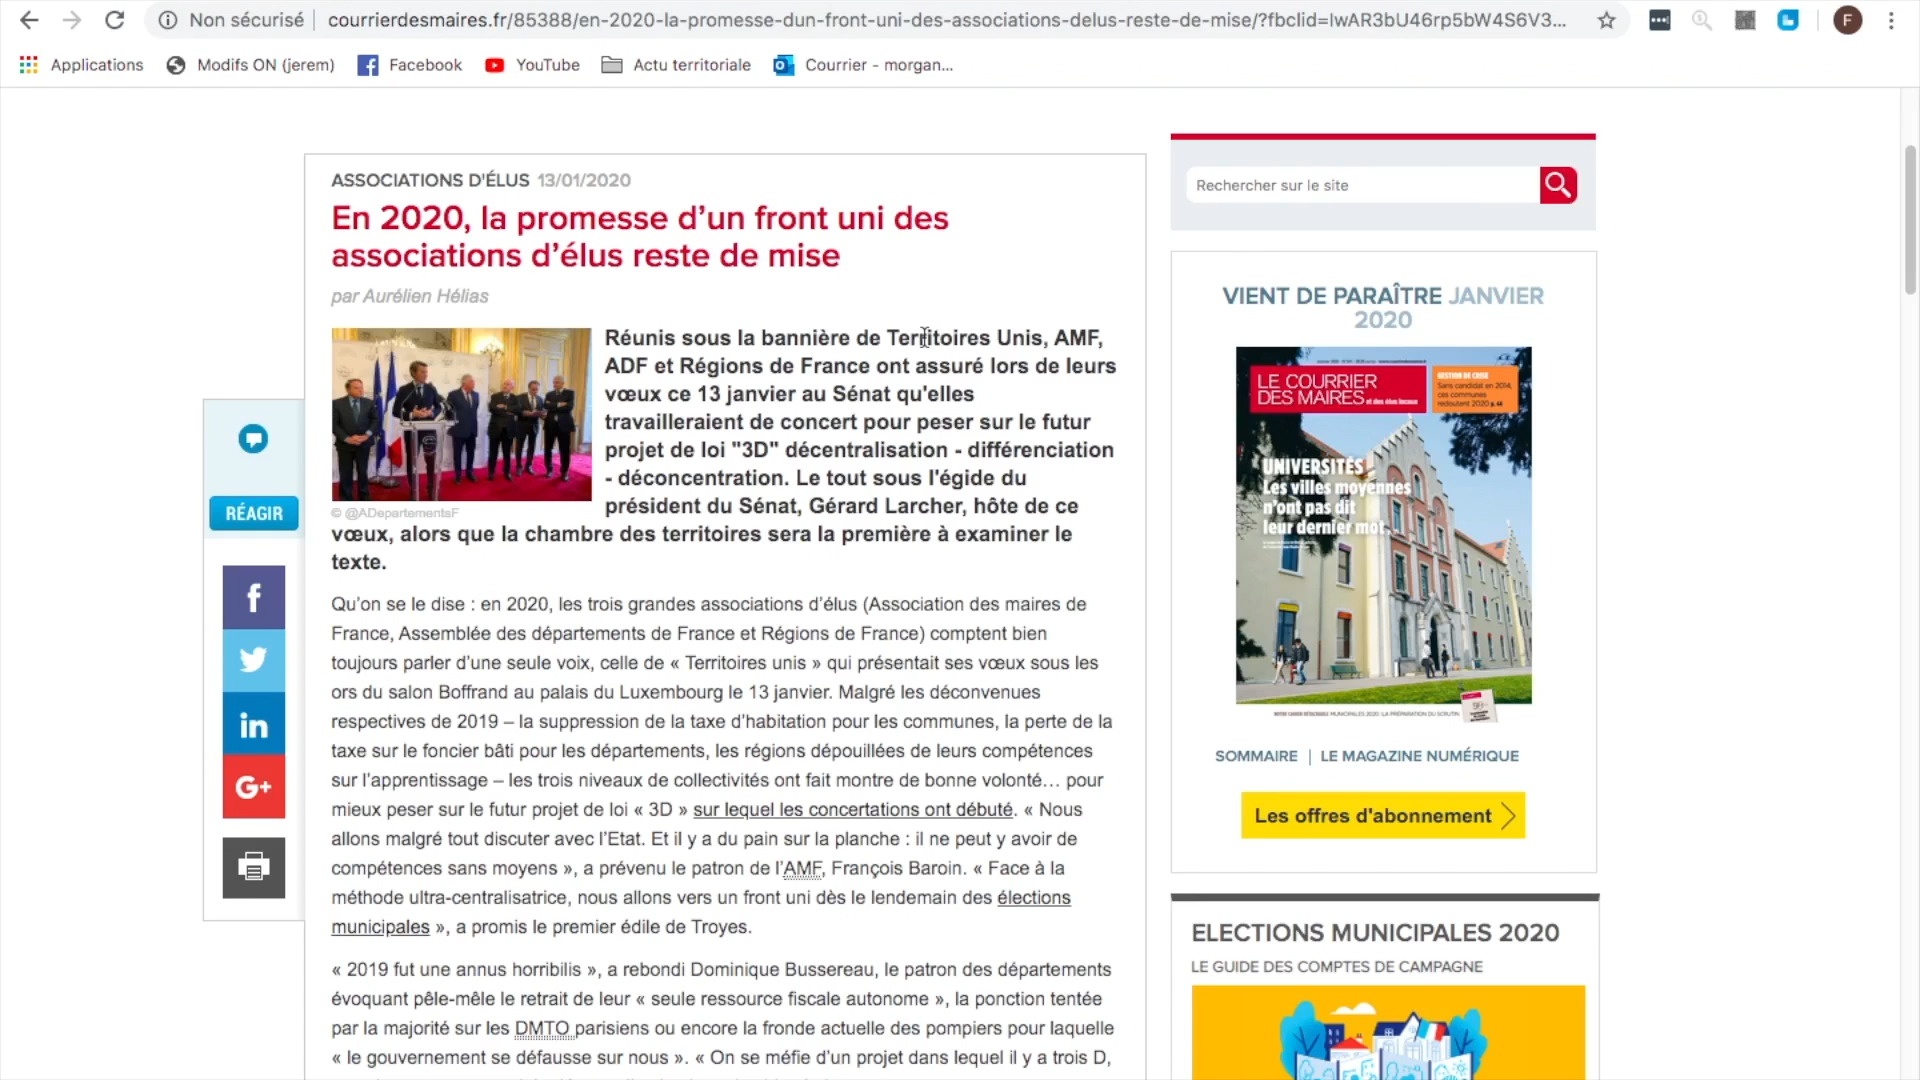 Non sécurisé
courrierdesmaires.fr/85388/en-2020-la-promesse-dun-front-uni-des-associations-delus-reste-de-mise/?fbclid=IwAR3bU46rp5bW4S6V3...
F
Applications
Modifs ON (jerem)
Facebook
YouTube
Actu territoriale
Courrier - morgan...
ASSOCIATIONS D'ÉLUS 13/01/2020
En 2020, la promesse d’un front uni des
associations d’élus reste de mise
par Aurélien Hélias
Réunis sous la bannière de Territoires Unis, AMF,
ADF et Régions de France ont assuré lors de leurs
vœux ce 13 janvier au Sénat qu'elles
travailleraient de concert pour peser sur le futur
projet de loi "3D" décentralisation - différenciation
- déconcentration. Le tout sous l'égide du
président du Sénat, Gérard Larcher, hôte de ce
© @ADepartementsF
vœux, alors que la chambre des territoires sera la première à examiner le
texte.
Qu’on se le dise : en 2020, les trois grandes associations d’élus (Association des maires de
France, Assemblée des départements de France et Régions de France) comptent bien
toujours parler d’une seule voix, celle de « Territoires unis » qui présentait ses vœux sous les
ors du salon Boffrand au palais du Luxembourg le 13 janvier. Malgré les déconvenues
respectives de 2019 – la suppression de la taxe d’habitation pour les communes, la perte de la
taxe sur le foncier bâti pour les départements, les régions dépouillées de leurs compétences
sur l’apprentissage – les trois niveaux de collectivités ont fait montre de bonne volonté… pour
mieux peser sur le futur projet de loi « 3D » sur lequel les concertations ont débuté. « Nous
allons malgré tout discuter avec l’Etat. Et il y a du pain sur la planche : il ne peut y avoir de
compétences sans moyens », a prévenu le patron de l’AMF, François Baroin. « Face à la
méthode ultra-centralisatrice, nous allons vers un front uni dès le lendemain des élections
municipales », a promis le premier édile de Troyes.
« 2019 fut une annus horribilis », a rebondi Dominique Bussereau, le patron des départements
évoquant pêle-mêle le retrait de leur « seule ressource fiscale autonome », la ponction tentée
par la majorité sur les DMTO parisiens ou encore la fronde actuelle des pompiers pour laquelle
« le gouvernement se défausse sur nous ». « On se méfie d’un projet dans lequel il y a trois D,
RÉAGIR
f
in
G+
Rechercher sur le site
VIENT DE PARAÎTRE JANVIER
2020
LE COURRIER
DES MAIRES et des élus locaux
GESTION DE CRISE
Sans candidat en 2014,
ces communes
redoutent 2020 p. 44
UNIVERSITÉS
Les villes moyennes
n'ont pas dit
leur dernier mot
SOMMAIRE | LE MAGAZINE NUMÉRIQUE
Les offres d'abonnement
ELECTIONS MUNICIPALES 2020
LE GUIDE DES COMPTES DE CAMPAGNE